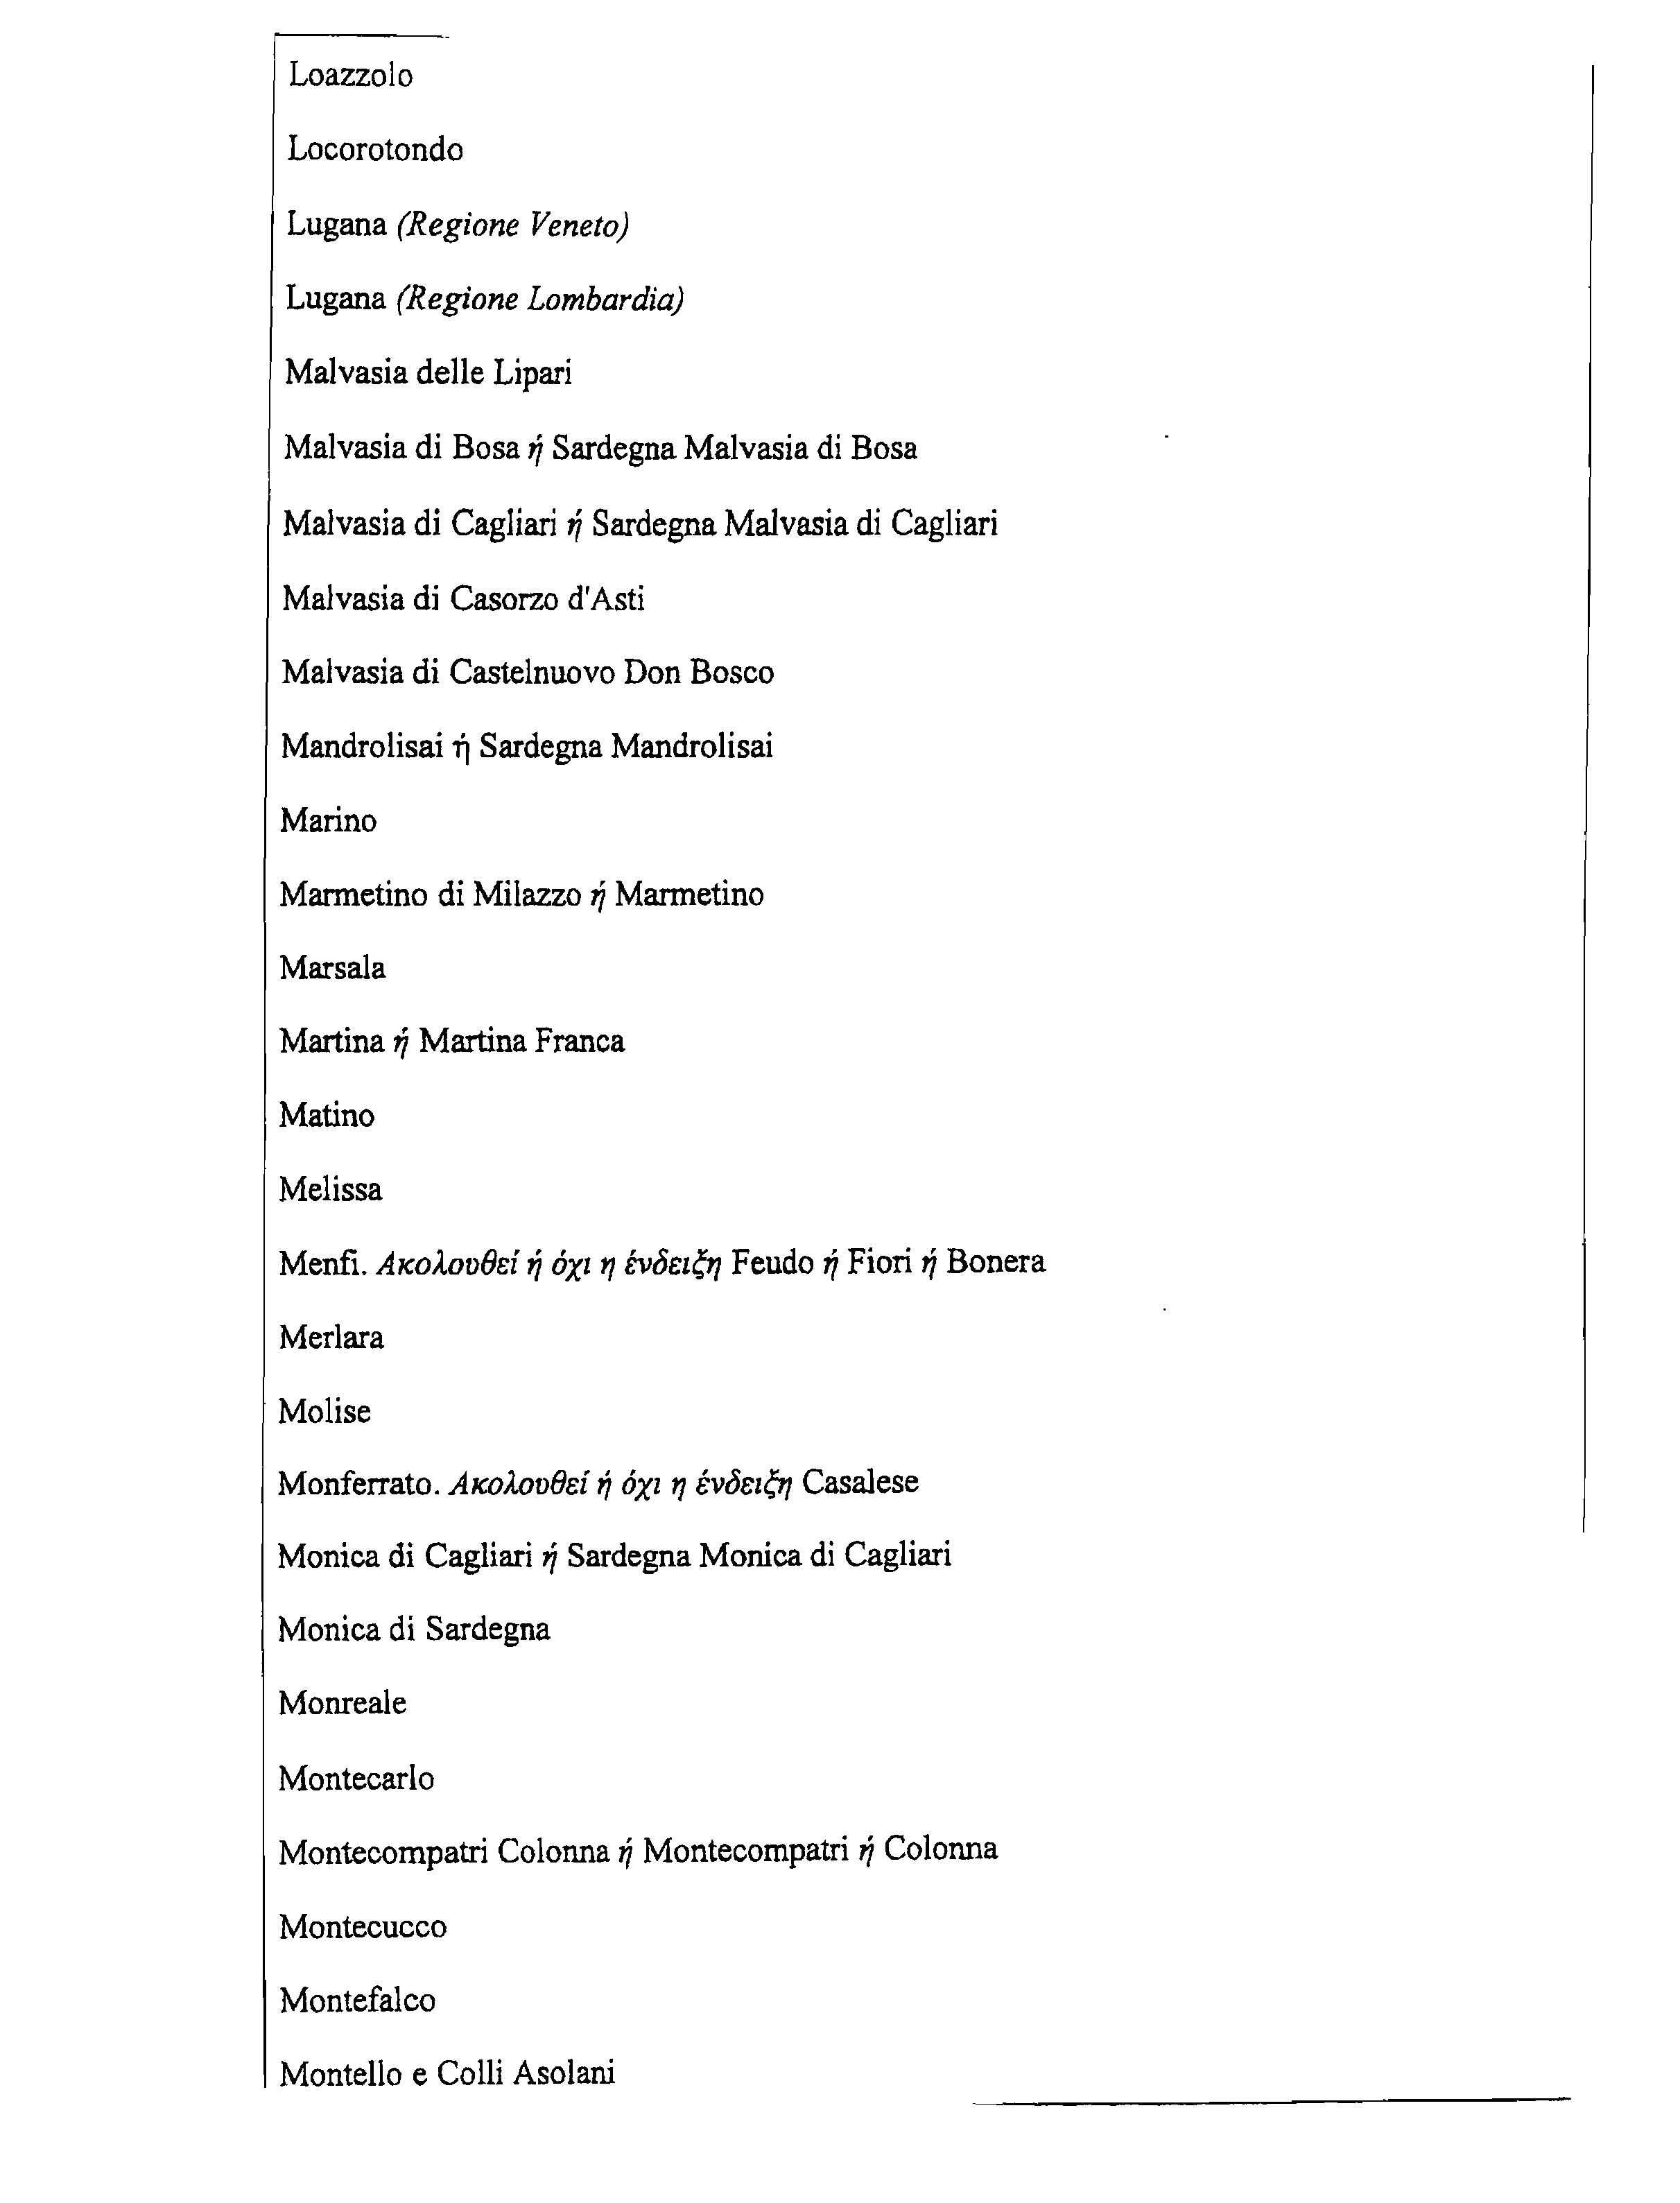 Loazzolo
Locorotondo
Lugana (Regione Veneto)
Lugana (Regione Lombardia)
Malvasia delle Lipari
Malvasia di Bosa ή Sardegna Malvasia di Bosa
Malvasia di Cagliari ή Sardegna Malvasia di Cagliari
Malvasia di Casorzo d'Asti
Malvasia di Castelnuovo Don Bosco
Mandrolisai ή Sardegna Mandrolisai
Marino
Marmetino di Milazzo ή Marmetino
Marsala
Martina ή Martina Franca
Matino
Melissa
Menfi. Ακολουθεί ή όχι η ένδειξη Feudo ή Fiori ή Bonera
Merlara
Molise
Monferrato. Ακολουθεί ή όχι η ένδειξη Casalese
Monica di Cagliari ή Sardegna Monica di Cagliari
Monica di Sardegna
Monreale
Montecarlo
Montecompatri Colonna ή Montecompatri ή Colonna
Montecucco
Montefalco
Montello e Colli Asolani